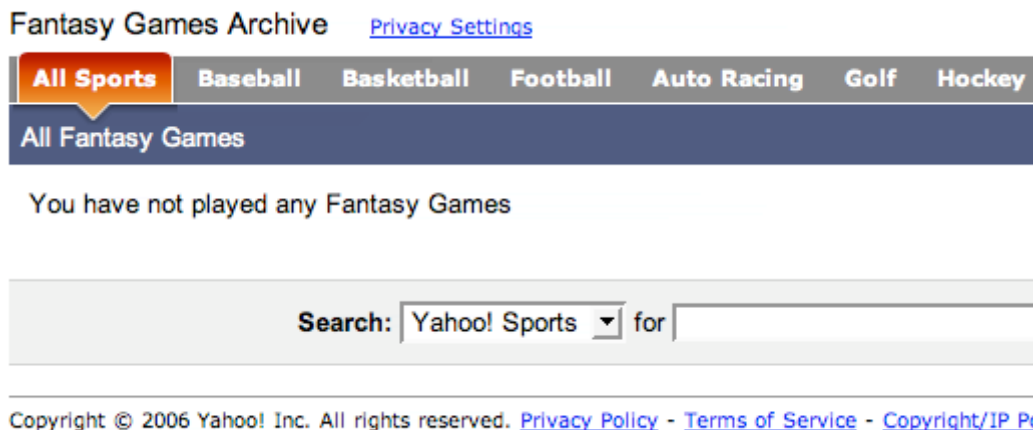 Fantasy Games Archive Privacy Settings
All Sports Baseball Basketball Football Auto Racing Golf Hockey
All Fantasy Games
You have not played any Fantasy Games
Search: Yahoo! Sports for
Copyright © 2006 Yahoo! Inc. All rights reserved. Privacy Policy - Terms of Service - Copyright/IP